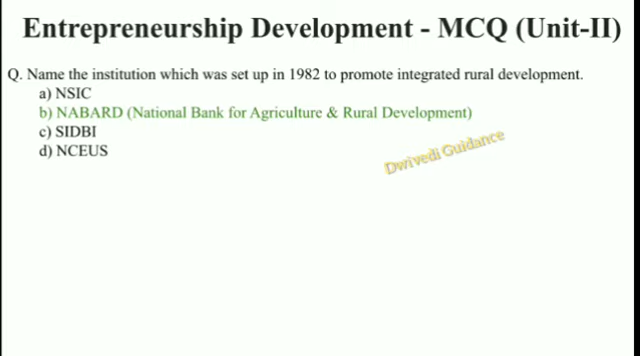 Entrepreneurship Development - MCQ (Unit-II)
Q. Name the institution which was set up in 1982 to promote integrated rural development.
a) NSIC
b) NABARD (National Bank for Agriculture & Rural Development)
c) SIDBI
d) NCEUS
Dwivedi Guidance